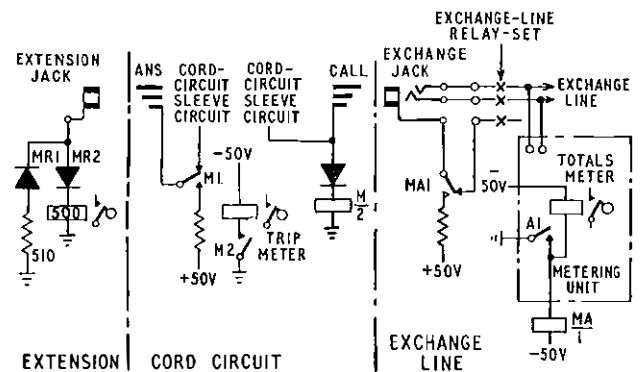 EXTENSION
JACK
MR1
MR2
500
510
EXTENSION
ANS
CORD-
CIRCUIT
SLEEVE
CIRCUIT
CORD-
CIRCUIT
SLEEVE
CIRCUIT
CALL
M1
-50V
M
2
M2
TRIP
METER
+50V
CORD CIRCUIT
EXCHANGE-LINE
RELAY-SET
EXCHANGE
JACK
EXCHANGE
LINE
MA1
-50V
TOTALS
METER
A1
+50V
METERING
UNIT
MA
1
-50V
EXCHANGE
LINE